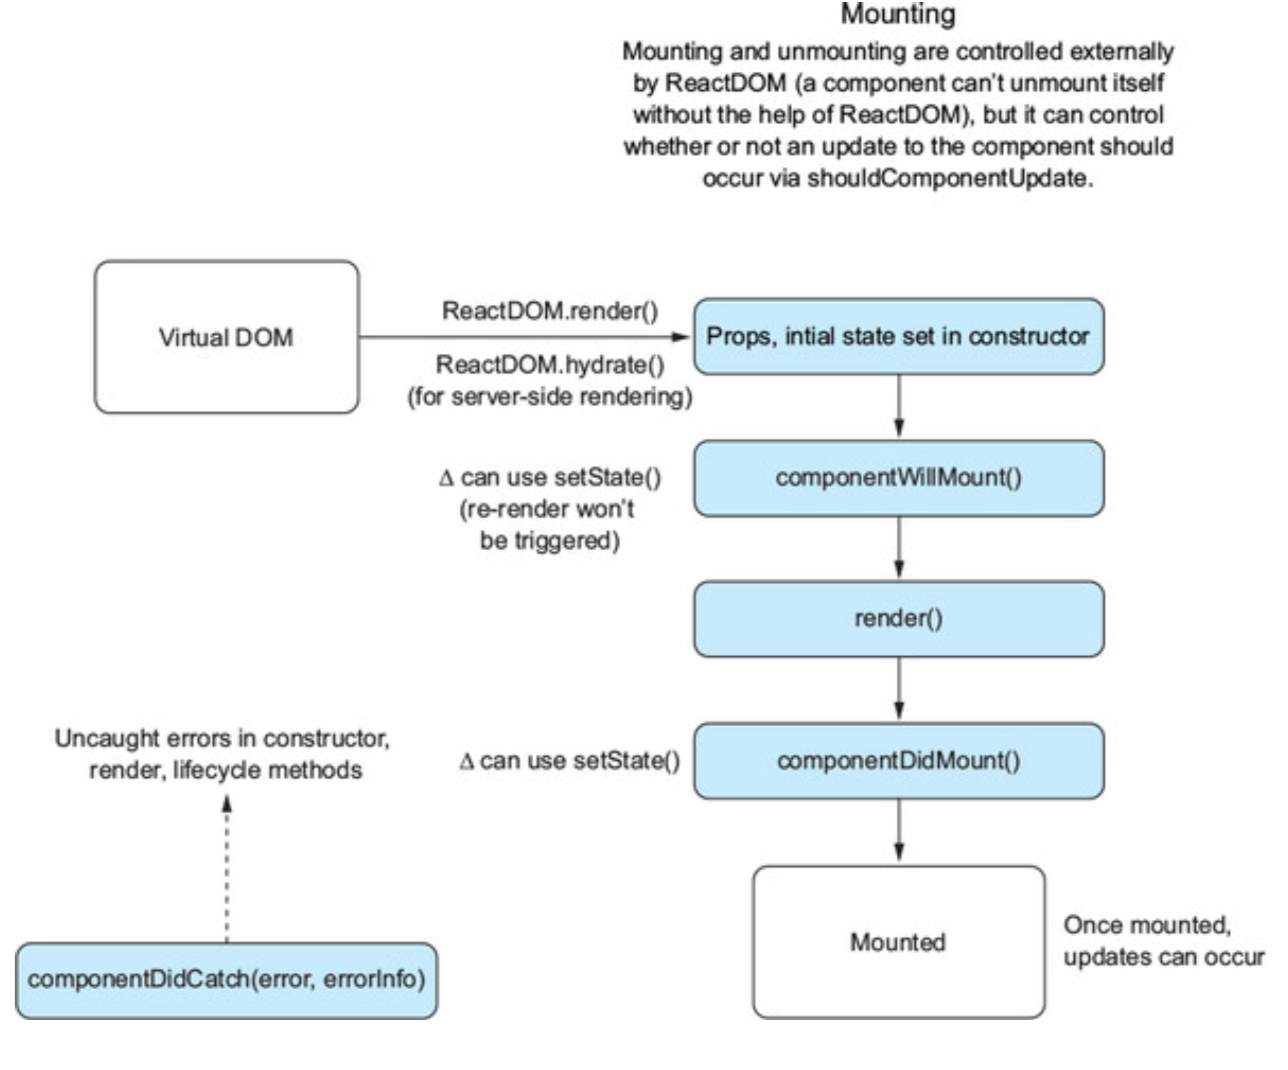 Mounting
Mounting and unmounting are controlled externally
by ReactDOM (a component can't unmount itself
without the help of ReactDOM), but it can control
whether or not an update to the component should
occur via shouldComponentUpdate.
Virtual DOM
ReactDOM.render()
ReactDOM.hydrate()
(for server-side rendering)
Props, intial state set in constructor
Δ can use setState()
(re-render won't
be triggered)
componentWillMount()
render()
Uncaught errors in constructor,
render, lifecycle methods
Δ can use setState()
componentDidMount()
componentDidCatch(error, errorInfo)
Mounted
Once mounted,
updates can occur